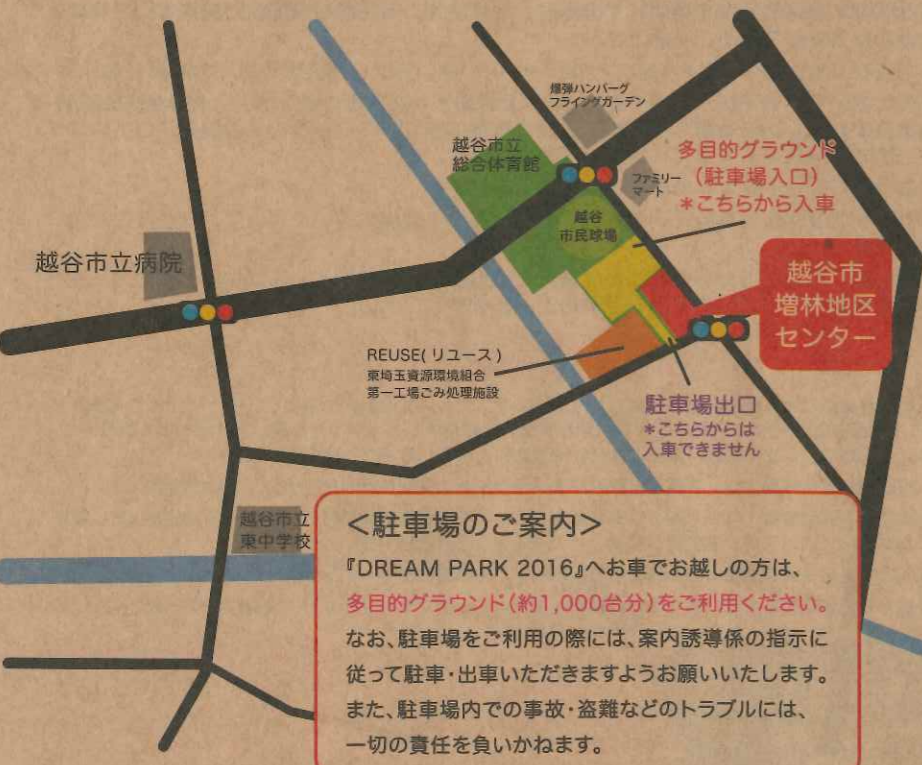 爆弾ハンバーグ
フライングガーデン
越谷市立
総合体育館
多目的グラウンド
(駐車場入口)
*こちらから入車
ファミリー
マート
越谷
市民球場
越谷市立病院
越谷市
増林地区
センター
REUSE(リユース)
東埼玉資源環境組合
第一工場ごみ処理施設
駐車場出口
*こちらからは
入車できません
越谷市立
東中学校
<駐車場のご案内>
『DREAM PARK 2016』へお車でお越しの方は、
多目的グラウンド(約1,000台分)をご利用ください。
なお、駐車場をご利用の際には、案内誘導係の指示に
従って駐車・出車いただきますようお願いいたします。
また、駐車場内での事故・盗難などのトラブルには、
一切の責任を負いかねます。